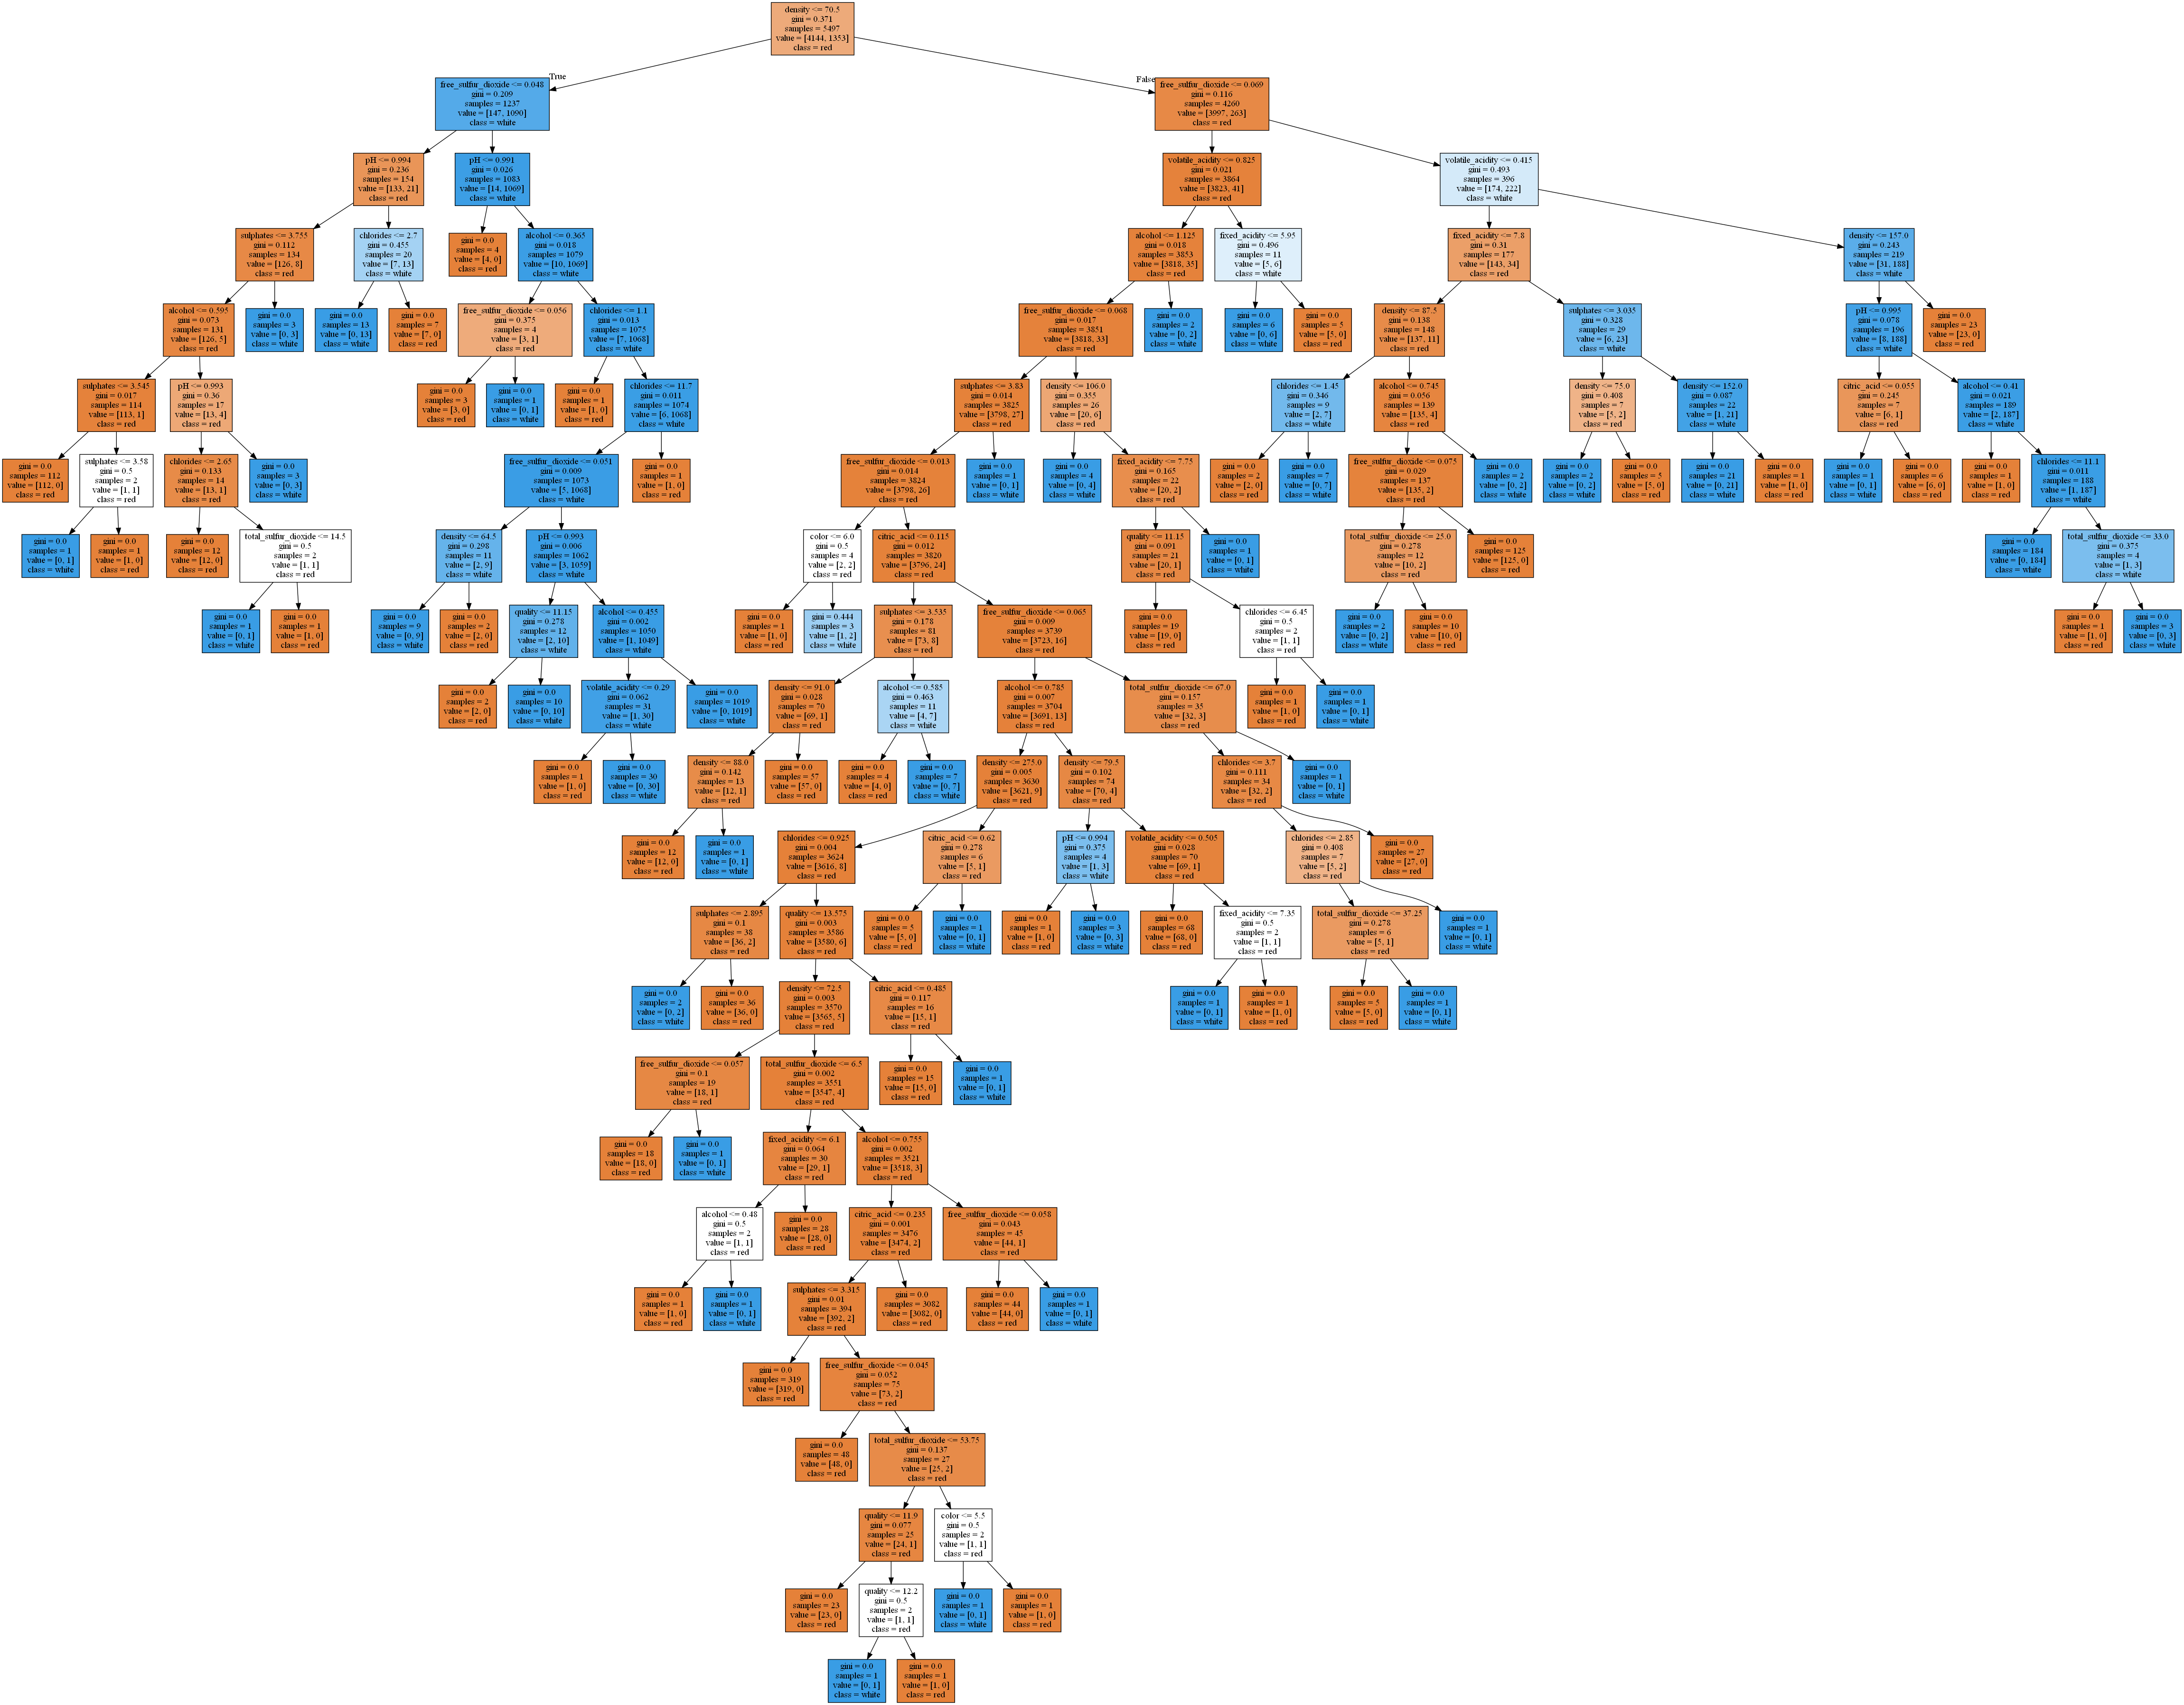 density <= 70.5
gini = 0.371
samples = 5497
value = [4144, 1353]
class = red
True
False
free_sulfur_dioxide <= 0.048
gini = 0.209
samples = 1237
value = [147, 1090]
class = white
free_sulfur_dioxide <= 0.069
gini = 0.116
samples = 4260
value = [3997, 263]
class = red
pH <= 0.994
gini = 0.236
samples = 154
value = [133, 21]
class = red
pH <= 0.991
gini = 0.026
samples = 1083
value = [14, 1069]
class = white
volatile_acidity <= 0.825
gini = 0.021
samples = 3864
value = [3823, 41]
class = red
volatile_acidity <= 0.415
gini = 0.493
samples = 396
value = [174, 222]
class = white
sulphates <= 3.755
gini = 0.112
samples = 134
value = [126, 8]
class = red
chlorides <= 2.7
gini = 0.455
samples = 20
value = [7, 13]
class = white
gini = 0.0
samples = 4
value = [4, 0]
class = red
alcohol <= 0.365
gini = 0.018
samples = 1079
value = [10, 1069]
class = white
alcohol <= 1.125
gini = 0.018
samples = 3853
value = [3818, 35]
class = red
fixed_acidity <= 5.95
gini = 0.496
samples = 11
value = [5, 6]
class = white
fixed_acidity <= 7.8
gini = 0.31
samples = 177
value = [143, 34]
class = red
density <= 157.0
gini = 0.243
samples = 219
value = [31, 188]
class = white
alcohol <= 0.595
gini = 0.073
samples = 131
value = [126, 5]
class = red
gini = 0.0
samples = 3
value = [0, 3]
class = white
gini = 0.0
samples = 13
value = [0, 13]
class = white
gini = 0.0
samples = 7
value = [7, 0]
class = red
free_sulfur_dioxide <= 0.056
gini = 0.375
samples = 4
value = [3, 1]
class = red
chlorides <= 1.1
gini = 0.013
samples = 1075
value = [7, 1068]
class = white
free_sulfur_dioxide <= 0.068
gini = 0.017
samples = 3851
value = [3818, 33]
class = red
gini = 0.0
samples = 2
value = [0, 2]
class = white
gini = 0.0
samples = 6
value = [0, 6]
class = white
gini = 0.0
samples = 5
value = [5, 0]
class = red
density <= 87.5
gini = 0.138
samples = 148
value = [137, 11]
class = red
sulphates <= 3.035
gini = 0.328
samples = 29
value = [6, 23]
class = white
pH <= 0.995
gini = 0.078
samples = 196
value = [8, 188]
class = white
gini = 0.0
samples = 23
value = [23, 0]
class = red
sulphates <= 3.545
gini = 0.017
samples = 114
value = [113, 1]
class = red
pH <= 0.993
gini = 0.36
samples = 17
value = [13, 4]
class = red
gini = 0.0
samples = 3
value = [3, 0]
class = red
gini = 0.0
samples = 1
value = [0, 1]
class = white
gini = 0.0
samples = 1
value = [1, 0]
class = red
chlorides <= 11.7
gini = 0.011
samples = 1074
value = [6, 1068]
class = white
sulphates <= 3.83
gini = 0.014
samples = 3825
value = [3798, 27]
class = red
density <= 106.0
gini = 0.355
samples = 26
value = [20, 6]
class = red
chlorides <= 1.45
gini = 0.346
samples = 9
value = [2, 7]
class = white
alcohol <= 0.745
gini = 0.056
samples = 139
value = [135, 4]
class = red
density <= 75.0
gini = 0.408
samples = 7
value = [5, 2]
class = red
density <= 152.0
gini = 0.087
samples = 22
value = [1, 21]
class = white
citric_acid <= 0.055
gini = 0.245
samples = 7
value = [6, 1]
class = red
alcohol <= 0.41
gini = 0.021
samples = 189
value = [2, 187]
class = white
gini = 0.0
samples = 112
value = [112, 0]
class = red
sulphates <= 3.58
gini = 0.5
samples = 2
value = [1, 1]
class = red
chlorides <= 2.65
gini = 0.133
samples = 14
value = [13, 1]
class = red
gini = 0.0
samples = 3
value = [0, 3]
class = white
free_sulfur_dioxide <= 0.051
gini = 0.009
samples = 1073
value = [5, 1068]
class = white
gini = 0.0
samples = 1
value = [1, 0]
class = red
free_sulfur_dioxide <= 0.013
gini = 0.014
samples = 3824
value = [3798, 26]
class = red
gini = 0.0
samples = 1
value = [0, 1]
class = white
gini = 0.0
samples = 4
value = [0, 4]
class = white
fixed_acidity <= 7.75
gini = 0.165
samples = 22
value = [20, 2]
class = red
gini = 0.0
samples = 2
value = [2, 0]
class = red
gini = 0.0
samples = 7
value = [0, 7]
class = white
free_sulfur_dioxide <= 0.075
gini = 0.029
samples = 137
value = [135, 2]
class = red
gini = 0.0
samples = 2
value = [0, 2]
class = white
gini = 0.0
samples = 2
value = [0, 2]
class = white
gini = 0.0
samples = 5
value = [5, 0]
class = red
gini = 0.0
samples = 21
value = [0, 21]
class = white
gini = 0.0
samples = 1
value = [1, 0]
class = red
gini = 0.0
samples = 1
value = [0, 1]
class = white
gini = 0.0
samples = 6
value = [6, 0]
class = red
gini = 0.0
samples = 1
value = [1, 0]
class = red
chlorides <= 11.1
gini = 0.011
samples = 188
value = [1, 187]
class = white
gini = 0.0
samples = 1
value = [0, 1]
class = white
gini = 0.0
samples = 1
value = [1, 0]
class = red
gini = 0.0
samples = 12
value = [12, 0]
class = red
total_sulfur_dioxide <= 14.5
gini = 0.5
samples = 2
value = [1, 1]
class = red
density <= 64.5
gini = 0.298
samples = 11
value = [2, 9]
class = white
pH <= 0.993
gini = 0.006
samples = 1062
value = [3, 1059]
class = white
color <= 6.0
gini = 0.5
samples = 4
value = [2, 2]
class = red
citric_acid <= 0.115
gini = 0.012
samples = 3820
value = [3796, 24]
class = red
quality <= 11.15
gini = 0.091
samples = 21
value = [20, 1]
class = red
gini = 0.0
samples = 1
value = [0, 1]
class = white
total_sulfur_dioxide <= 25.0
gini = 0.278
samples = 12
value = [10, 2]
class = red
gini = 0.0
samples = 125
value = [125, 0]
class = red
gini = 0.0
samples = 184
value = [0, 184]
class = white
total_sulfur_dioxide <= 33.0
gini = 0.375
samples = 4
value = [1, 3]
class = white
gini = 0.0
samples = 1
value = [0, 1]
class = white
gini = 0.0
samples = 1
value = [1, 0]
class = red
gini = 0.0
samples = 9
value = [0, 9]
class = white
gini = 0.0
samples = 2
value = [2, 0]
class = red
quality <= 11.15
gini = 0.278
samples = 12
value = [2, 10]
class = white
alcohol <= 0.455
gini = 0.002
samples = 1050
value = [1, 1049]
class = white
gini = 0.0
samples = 1
value = [1, 0]
class = red
gini = 0.444
samples = 3
value = [1, 2]
class = white
sulphates <= 3.535
gini = 0.178
samples = 81
value = [73, 8]
class = red
free_sulfur_dioxide <= 0.065
gini = 0.009
samples = 3739
value = [3723, 16]
class = red
gini = 0.0
samples = 19
value = [19, 0]
class = red
chlorides <= 6.45
gini = 0.5
samples = 2
value = [1, 1]
class = red
gini = 0.0
samples = 2
value = [0, 2]
class = white
gini = 0.0
samples = 10
value = [10, 0]
class = red
gini = 0.0
samples = 1
value = [1, 0]
class = red
gini = 0.0
samples = 3
value = [0, 3]
class = white
gini = 0.0
samples = 2
value = [2, 0]
class = red
gini = 0.0
samples = 10
value = [0, 10]
class = white
volatile_acidity <= 0.29
gini = 0.062
samples = 31
value = [1, 30]
class = white
gini = 0.0
samples = 1019
value = [0, 1019]
class = white
density <= 91.0
gini = 0.028
samples = 70
value = [69, 1]
class = red
alcohol <= 0.585
gini = 0.463
samples = 11
value = [4, 7]
class = white
alcohol <= 0.785
gini = 0.007
samples = 3704
value = [3691, 13]
class = red
total_sulfur_dioxide <= 67.0
gini = 0.157
samples = 35
value = [32, 3]
class = red
gini = 0.0
samples = 1
value = [1, 0]
class = red
gini = 0.0
samples = 1
value = [0, 1]
class = white
gini = 0.0
samples = 1
value = [1, 0]
class = red
gini = 0.0
samples = 30
value = [0, 30]
class = white
density <= 88.0
gini = 0.142
samples = 13
value = [12, 1]
class = red
gini = 0.0
samples = 57
value = [57, 0]
class = red
gini = 0.0
samples = 4
value = [4, 0]
class = red
gini = 0.0
samples = 7
value = [0, 7]
class = white
density <= 275.0
gini = 0.005
samples = 3630
value = [3621, 9]
class = red
density <= 79.5
gini = 0.102
samples = 74
value = [70, 4]
class = red
chlorides <= 3.7
gini = 0.111
samples = 34
value = [32, 2]
class = red
gini = 0.0
samples = 1
value = [0, 1]
class = white
gini = 0.0
samples = 12
value = [12, 0]
class = red
gini = 0.0
samples = 1
value = [0, 1]
class = white
chlorides <= 0.925
gini = 0.004
samples = 3624
value = [3616, 8]
class = red
citric_acid <= 0.62
gini = 0.278
samples = 6
value = [5, 1]
class = red
pH <= 0.994
gini = 0.375
samples = 4
value = [1, 3]
class = white
volatile_acidity <= 0.505
gini = 0.028
samples = 70
value = [69, 1]
class = red
chlorides <= 2.85
gini = 0.408
samples = 7
value = [5, 2]
class = red
gini = 0.0
samples = 27
value = [27, 0]
class = red
sulphates <= 2.895
gini = 0.1
samples = 38
value = [36, 2]
class = red
quality <= 13.575
gini = 0.003
samples = 3586
value = [3580, 6]
class = red
gini = 0.0
samples = 5
value = [5, 0]
class = red
gini = 0.0
samples = 1
value = [0, 1]
class = white
gini = 0.0
samples = 1
value = [1, 0]
class = red
gini = 0.0
samples = 3
value = [0, 3]
class = white
gini = 0.0
samples = 68
value = [68, 0]
class = red
fixed_acidity <= 7.35
gini = 0.5
samples = 2
value = [1, 1]
class = red
total_sulfur_dioxide <= 37.25
gini = 0.278
samples = 6
value = [5, 1]
class = red
gini = 0.0
samples = 1
value = [0, 1]
class = white
gini = 0.0
samples = 2
value = [0, 2]
class = white
gini = 0.0
samples = 36
value = [36, 0]
class = red
density <= 72.5
gini = 0.003
samples = 3570
value = [3565, 5]
class = red
citric_acid <= 0.485
gini = 0.117
samples = 16
value = [15, 1]
class = red
gini = 0.0
samples = 1
value = [0, 1]
class = white
gini = 0.0
samples = 1
value = [1, 0]
class = red
gini = 0.0
samples = 5
value = [5, 0]
class = red
gini = 0.0
samples = 1
value = [0, 1]
class = white
free_sulfur_dioxide <= 0.057
gini = 0.1
samples = 19
value = [18, 1]
class = red
total_sulfur_dioxide <= 6.5
gini = 0.002
samples = 3551
value = [3547, 4]
class = red
gini = 0.0
samples = 15
value = [15, 0]
class = red
gini = 0.0
samples = 1
value = [0, 1]
class = white
gini = 0.0
samples = 18
value = [18, 0]
class = red
gini = 0.0
samples = 1
value = [0, 1]
class = white
fixed_acidity <= 6.1
gini = 0.064
samples = 30
value = [29, 1]
class = red
alcohol <= 0.755
gini = 0.002
samples = 3521
value = [3518, 3]
class = red
alcohol <= 0.48
gini = 0.5
samples = 2
value = [1, 1]
class = red
gini = 0.0
samples = 28
value = [28, 0]
class = red
citric_acid <= 0.235
gini = 0.001
samples = 3476
value = [3474, 2]
class = red
free_sulfur_dioxide <= 0.058
gini = 0.043
samples = 45
value = [44, 1]
class = red
gini = 0.0
samples = 1
value = [1, 0]
class = red
gini = 0.0
samples = 1
value = [0, 1]
class = white
sulphates <= 3.315
gini = 0.01
samples = 394
value = [392, 2]
class = red
gini = 0.0
samples = 3082
value = [3082, 0]
class = red
gini = 0.0
samples = 44
value = [44, 0]
class = red
gini = 0.0
samples = 1
value = [0, 1]
class = white
gini = 0.0
samples = 319
value = [319, 0]
class = red
free_sulfur_dioxide <= 0.045
gini = 0.052
samples = 75
value = [73, 2]
class = red
gini = 0.0
samples = 48
value = [48, 0]
class = red
total_sulfur_dioxide <= 53.75
gini = 0.137
samples = 27
value = [25, 2]
class = red
quality <= 11.9
gini = 0.077
samples = 25
value = [24, 1]
class = red
color <= 5.5
gini = 0.5
samples = 2
value = [1, 1]
class = red
gini = 0.0
samples = 23
value = [23, 0]
class = red
quality <= 12.2
gini = 0.5
samples = 2
value = [1, 1]
class = red
gini = 0.0
samples = 1
value = [0, 1]
class = white
gini = 0.0
samples = 1
value = [1, 0]
class = red
gini = 0.0
samples = 1
value = [0, 1]
class = white
gini = 0.0
samples = 1
value = [1, 0]
class = red